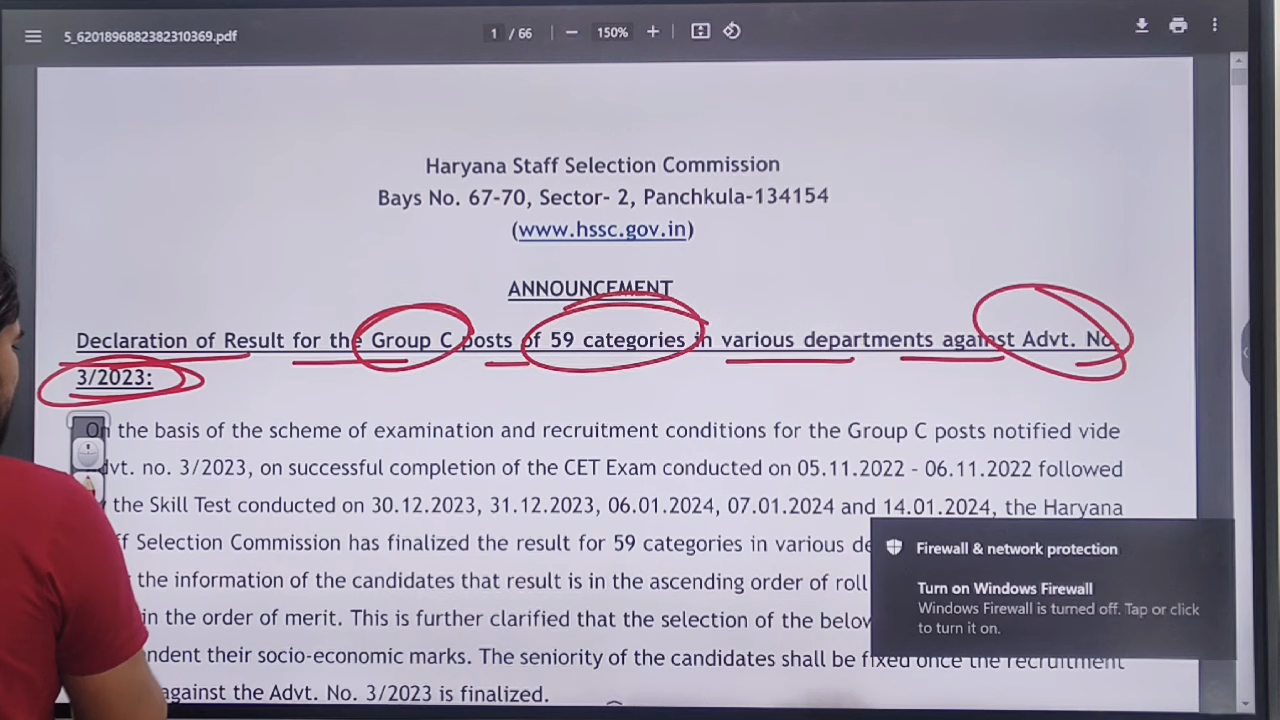 5_6201896882382310369.pdf
1 / 66
150%
Haryana Staff Selection Commission
Bays No. 67-70, Sector- 2, Panchkula-134154
(www.hssc.gov.in)
ANNOUNCEMENT
Declaration of Result for the Group C posts of 59 categories in various departments against Advt. No.
3/2023:
On the basis of the scheme of examination and recruitment conditions for the Group C posts notified vide
vt. no. 3/2023, on successful completion of the CET Exam conducted on 05.11.2022 - 06.11.2022 followed
the Skill Test conducted on 30.12.2023, 31.12.2023, 06.01.2024, 07.01.2024 and 14.01.2024, the Haryana
ff Selection Commission has finalized the result for 59 categories in various de
the information of the candidates that result is in the ascending order of roll
in the order of merit. This is further clarified that the selection of the below
ndent their socio-economic marks. The seniority of the candidates shall be fixed once the recruitment
against the Advt. No. 3/2023 is finalized.
Firewall & network protection
Turn on Windows Firewall
Windows Firewall is turned off. Tap or click
to turn it on.